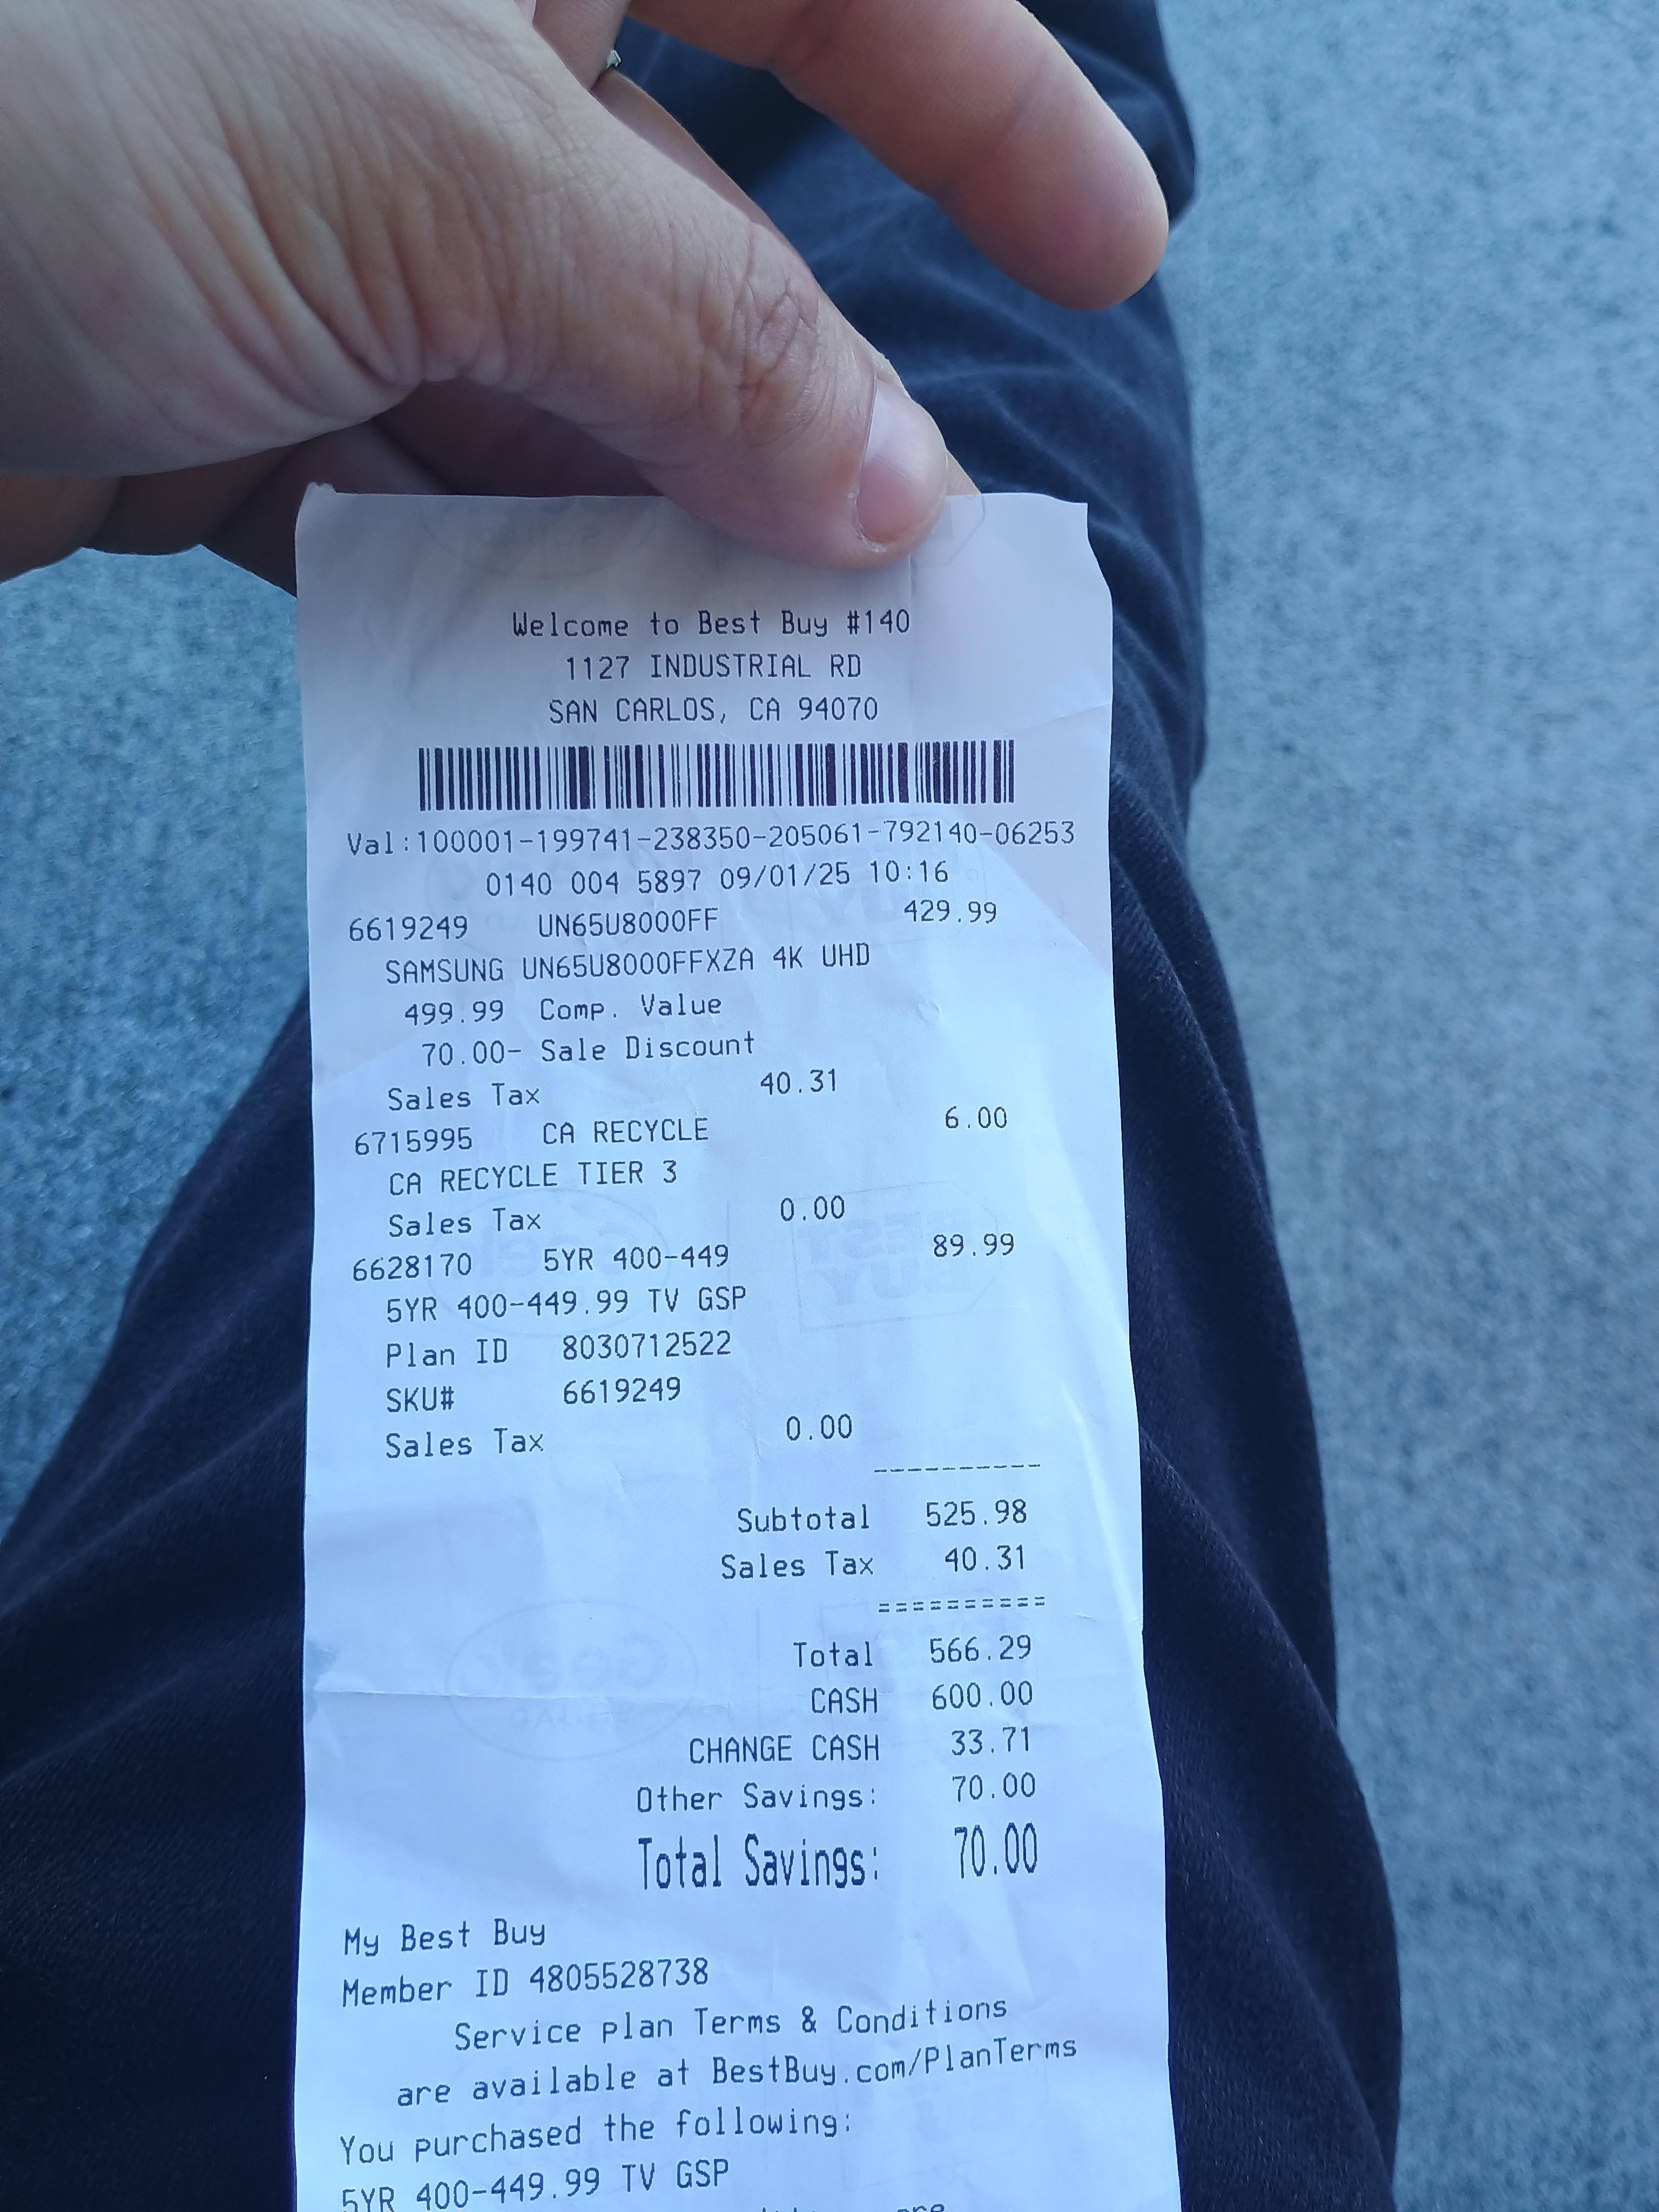 Welcome to Best Buy #140
1127 INDUSTRIAL RD
SAN CARLOS, CA 94070
Val:100001-199741-238350-205061-792140-06253
0140 004 5897 09/01/25 10:16
6619249 UN65U8000FF 429.99
SAMSUNG UN65U8000FFXZA 4K UHD
499.99 Comp. Value
70.00- Sale Discount
Sales Tax 40.31
6715995 CA RECYCLE 6.00
CA RECYCLE TIER 3
Sales Tax 0.00
6628170 5YR 400-449 89.99
5YR 400-449.99 TV GSP
Plan ID 8030712522
SKU# 6619249
Sales Tax 0.00
----------
Subtotal 525.98
Sales Tax 40.31
==========
Total 566.29
CASH 600.00
CHANGE CASH 33.71
Other Savings: 70.00
Total Savings: 70.00
My Best Buy
Member ID 4805528738
Service plan Terms & Conditions
are available at BestBuy.com/PlanTerms
You purchased the following:
5YR 400-449.99 TV GSP